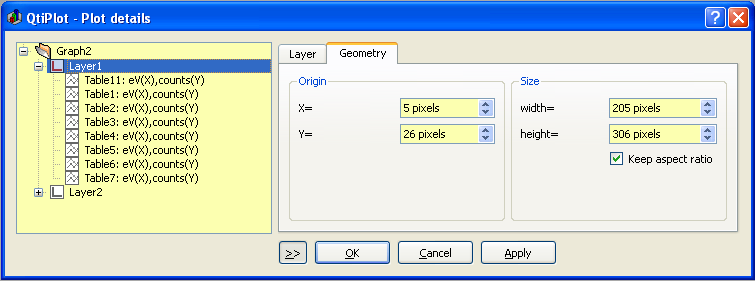 QtiPlot - Plot details
Graph2
Layer1
Table11: eV(X),counts(Y)
Table1: eV(X),counts(Y)
Table2: eV(X),counts(Y)
Table3: eV(X),counts(Y)
Table4: eV(X),counts(Y)
Table5: eV(X),counts(Y)
Table6: eV(X),counts(Y)
Table7: eV(X),counts(Y)
Layer2
Layer Geometry
Origin
X= 5 pixels
Y= 26 pixels
Size
width= 205 pixels
height= 306 pixels
Keep aspect ratio
>> OK Cancel Apply